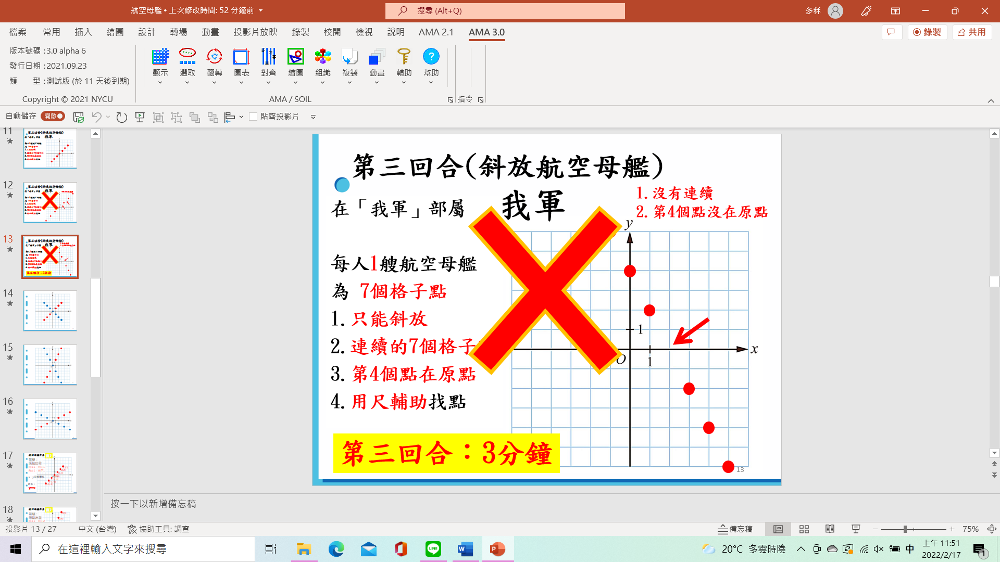 航空母艦 • 上次修改時間: 52 分鐘前
搜尋 (Alt+Q)
多秝
檔案 常用 插入 繪圖 設計 轉場 動畫 投影片放映 錄製 校閱 檢視 說明 AMA 2.1 AMA 3.0
錄製 共用
版本號碼 : 3.0 alpha 6
發行日期 : 2021.09.23
類 型 : 測試版 (於 11 天後到期)
Copyright © 2021 NYCU
顯示 選取 翻轉 圖表 對齊 繪圖 組織 複製 動畫 輔助 幫助
AMA / SOIL 指令
自動儲存 開啟 貼齊投影片
11
12
13
14
15
16
17
18
第三回合(斜放航空母艦)
在「我軍」部屬 我軍
1.沒有連續
2.第4個點沒在原點
每人1艘航空母艦
為 7個格子點
1.只能斜放
2.連續的7個格子
3.第4個點在原點
4.用尺輔助找點
第三回合：3分鐘
y
1
x
O
1
13
按一下以新增備忘稿
投影片 13 / 27 中文 (台灣) 協助工具: 調查 備忘稿 75%
在這裡輸入文字來搜尋
LINE
20°C 多雲時陰
中
上午 11:51
2022/2/17
1